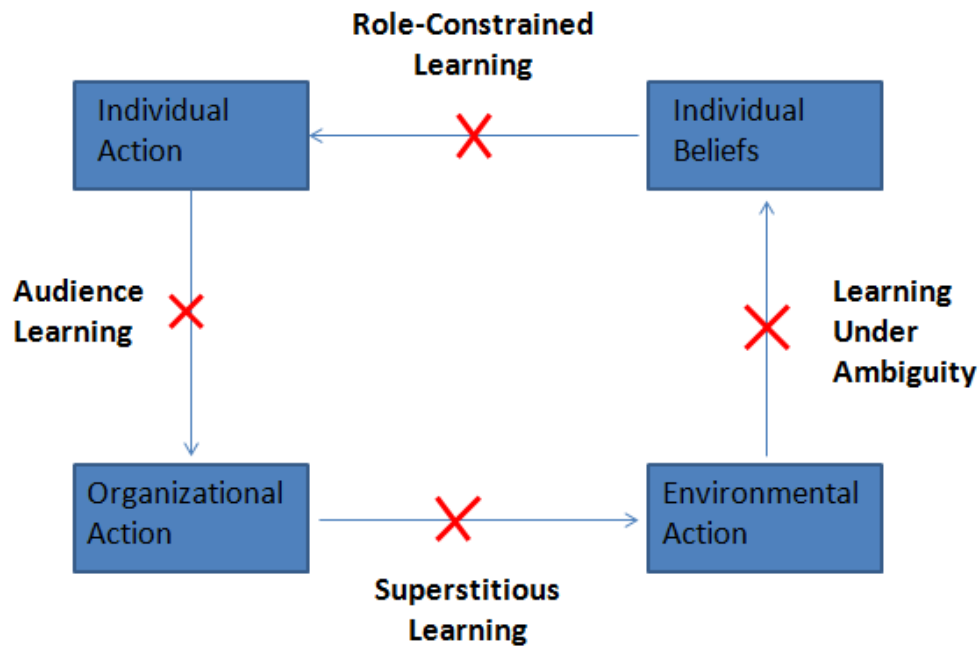 Role-Constrained
Learning
Individual
Action
Individual
Beliefs
Audience
Learning
Learning
Under
Ambiguity
Organizational
Action
Environmental
Action
Superstitious
Learning